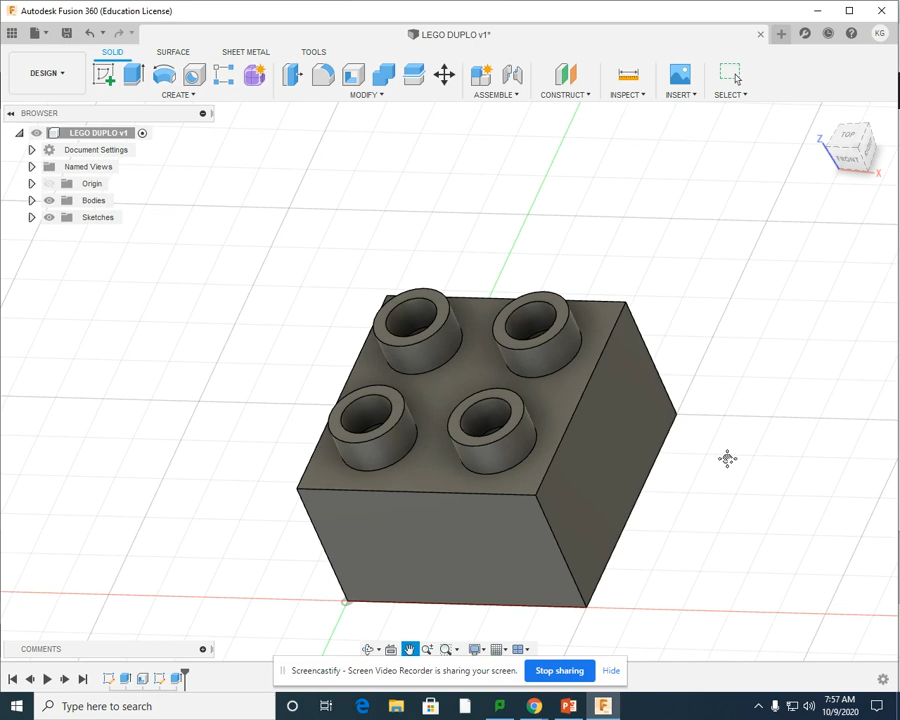 Autodesk Fusion 360 (Education License)
LEGO DUPLO v1*
KG
SOLID SURFACE SHEET METAL TOOLS
DESIGN
CREATE MODIFY ASSEMBLE CONSTRUCT INSPECT INSERT SELECT
BROWSER
LEGO DUPLO v1
Document Settings
Named Views
Origin
Bodies
Sketches
TOP
FRONT
Z
X
COMMENTS
Screencastify - Screen Video Recorder is sharing your screen. Stop sharing Hide
Type here to search
7:57 AM
10/9/2020